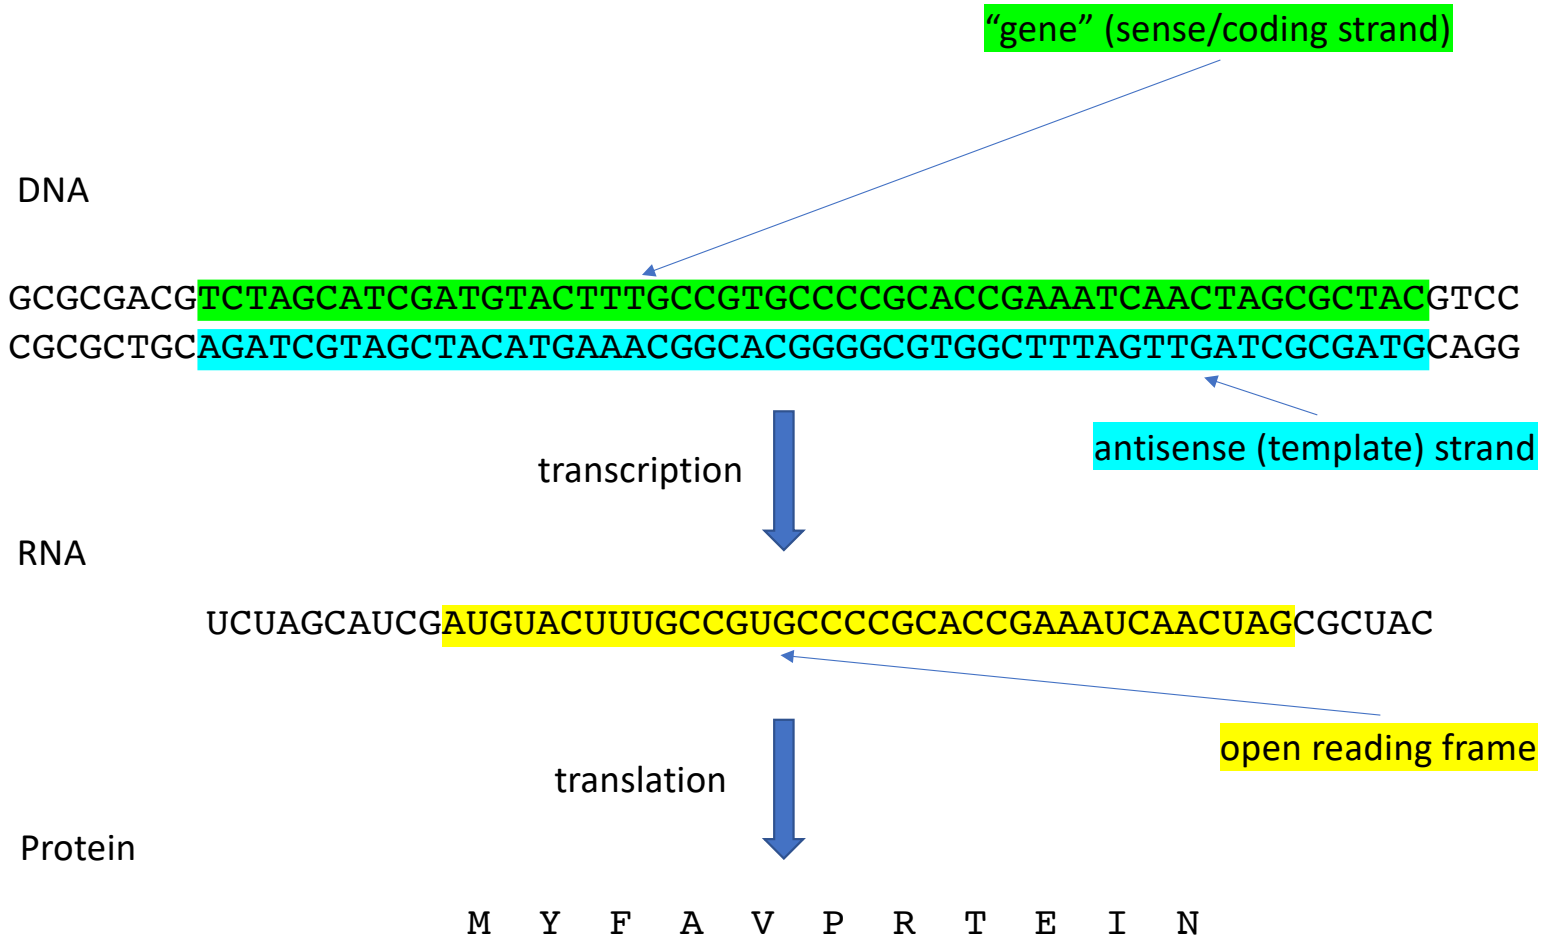 “gene” (sense/coding strand)
DNA
GCGCGACGTCTAGCATCGATGTACTTTGCCGTGCCCCGCACCGAAATCAACTAGCGCTACGTCC
CGCGCTGCAGATCGTAGCTACATGAAACGGCACGGGGCGTGGCTTTAGTTGATCGCGATGCAGG
antisense (template) strand
transcription
RNA
UCUAGCAUCGAUGUACUUUGCCGUGCCCCGCACCGAAAUCAACUAGCGCUAC
open reading frame
translation
Protein
M Y F A V P R T E I N